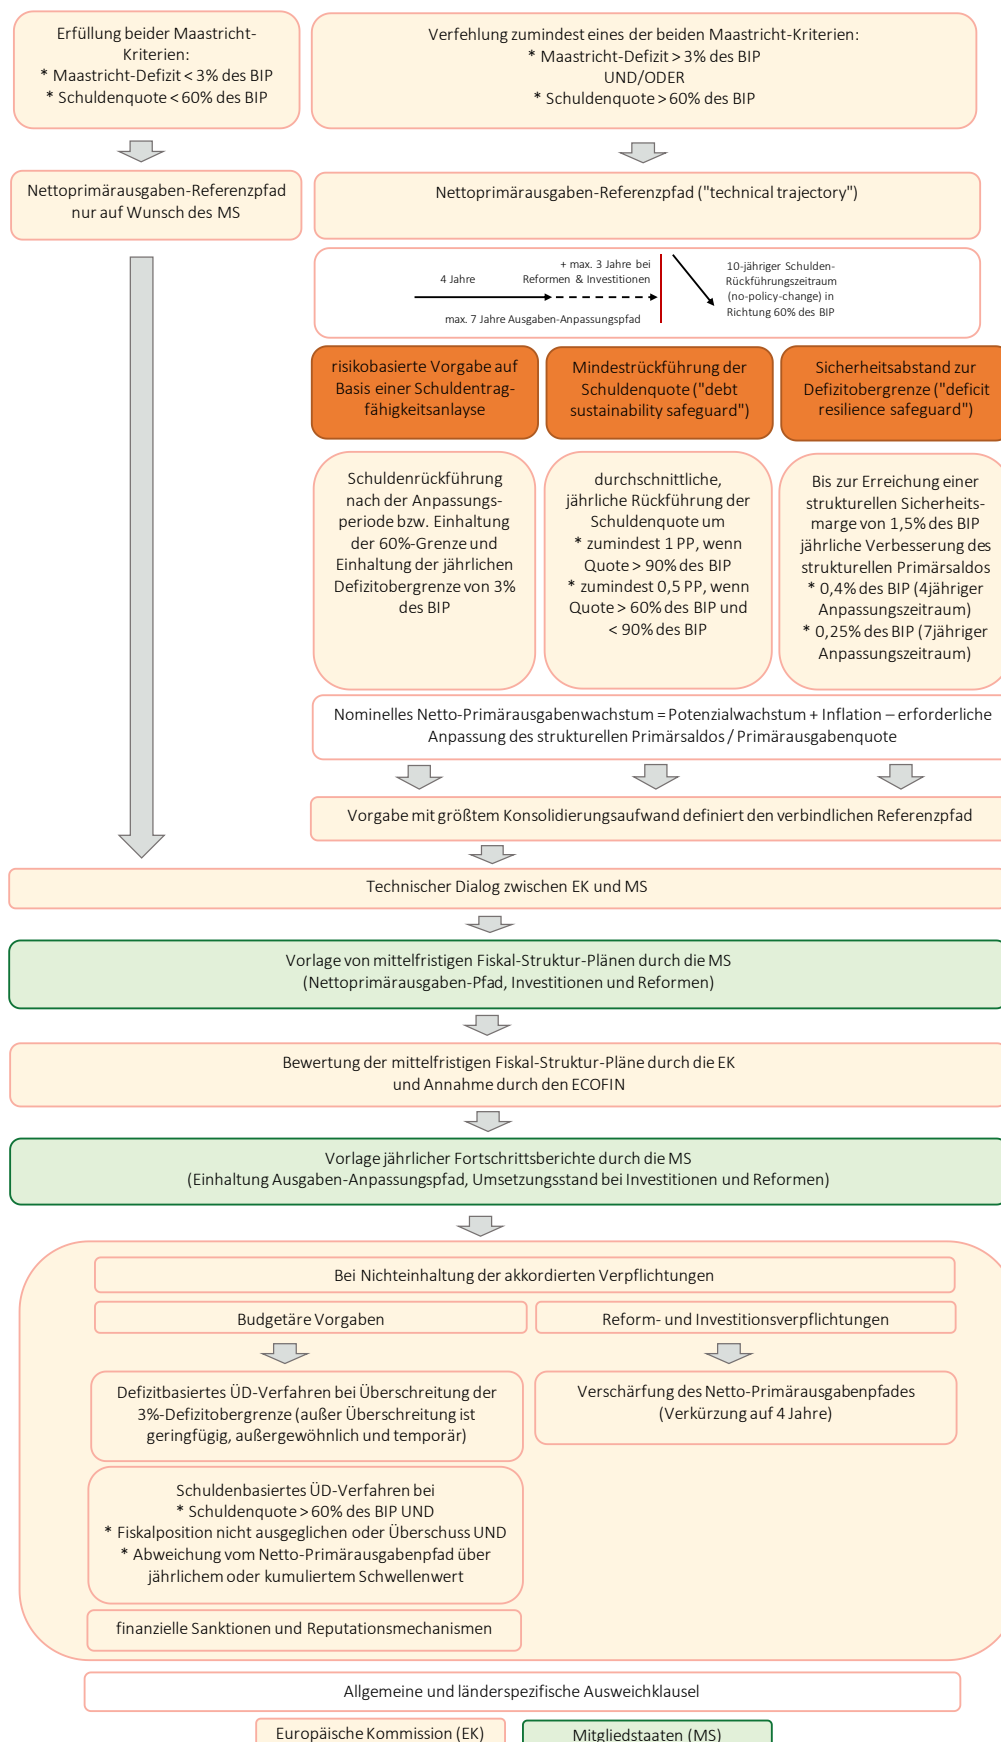 Erfüllung beider Maastricht-
Kriterien:
* Maastricht-Defizit < 3% des BIP
* Schuldenquote < 60% des BIP
Verfehlung zumindest eines der beiden Maastricht-Kriterien:
* Maastricht-Defizit > 3% des BIP
UND/ODER
* Schuldenquote > 60% des BIP
Nettoprimärausgaben-Referenzpfad
nur auf Wunsch des MS
Nettoprimärausgaben-Referenzpfad ("technical trajectory")
4 Jahre
+ max. 3 Jahre bei
Reformen & Investitionen
max. 7 Jahre Ausgaben-Anpassungspfad
10-jähriger Schulden-
Rückführungszeitraum
(no-policy-change) in
Richtung 60% des BIP
risikobasierte Vorgabe auf
Basis einer Schuldentrag-
fähigkeitsanlayse
Mindestrückführung der
Schuldenquote ("debt
sustainability safeguard")
Sicherheitsabstand zur
Defizitobergrenze ("deficit
resilience safeguard")
Schuldenrückführung
nach der Anpassungs-
periode bzw. Einhaltung
der 60%-Grenze und
Einhaltung der jährlichen
Defizitobergrenze von 3%
des BIP
durchschnittliche,
jährliche Rückführung der
Schuldenquote um
* zumindest 1 PP, wenn
Quote > 90% des BIP
* zumindest 0,5 PP, wenn
Quote > 60% des BIP und
< 90% des BIP
Bis zur Erreichung einer
strukturellen Sicherheits-
marge von 1,5% des BIP
jährliche Verbesserung des
strukturellen Primärsaldos
* 0,4% des BIP (4jähriger
Anpassungszeitraum)
* 0,25% des BIP (7jähriger
Anpassungszeitraum)
Nominelles Netto-Primärausgabenwachstum = Potenzialwachstum + Inflation – erforderliche
Anpassung des strukturellen Primärsaldos / Primärausgabenquote
Vorgabe mit größtem Konsolidierungsaufwand definiert den verbindlichen Referenzpfad
Technischer Dialog zwischen EK und MS
Vorlage von mittelfristigen Fiskal-Struktur-Plänen durch die MS
(Nettoprimärausgaben-Pfad, Investitionen und Reformen)
Bewertung der mittelfristigen Fiskal-Struktur-Pläne durch die EK
und Annahme durch den ECOFIN
Vorlage jährlicher Fortschrittsberichte durch die MS
(Einhaltung Ausgaben-Anpassungspfad, Umsetzungsstand bei Investitionen und Reformen)
Bei Nichteinhaltung der akkordierten Verpflichtungen
Budgetäre Vorgaben
Reform- und Investitionsverpflichtungen
Defizitbasiertes ÜD-Verfahren bei Überschreitung der
3%-Defizitobergrenze (außer Überschreitung ist
geringfügig, außergewöhnlich und temporär)
Verschärfung des Netto-Primärausgabenpfades
(Verkürzung auf 4 Jahre)
Schuldenbasiertes ÜD-Verfahren bei
* Schuldenquote > 60% des BIP UND
* Fiskalposition nicht ausgeglichen oder Überschuss UND
* Abweichung vom Netto-Primärausgabenpfad über
jährlichem oder kumuliertem Schwellenwert
finanzielle Sanktionen und Reputationsmechanismen
Allgemeine und länderspezifische Ausweichklausel
Europäische Kommission (EK)
Mitgliedstaaten (MS)